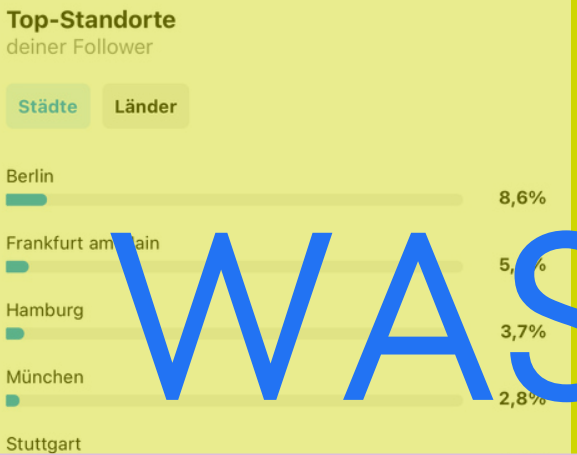 Top-Standorte
deiner Follower
Städte Länder
Berlin
8,6%
Frankfurt am
Hamburg
3,7%
München
2,8%
Stuttgart
WAS